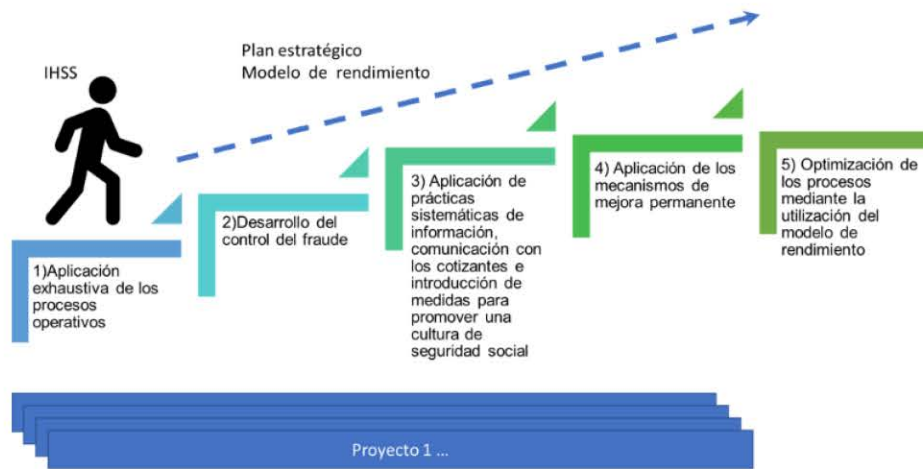 Plan estratégico
Modelo de rendimiento
IHSS
1)Aplicación
exhaustiva de los
procesos
operativos
2)Desarrollo del
control del fraude
3) Aplicación de
prácticas
sistemáticas de
información,
comunicación con
los cotizantes e
introducción de
medidas para
promover una
cultura de
seguridad social
4) Aplicación de los
mecanismos de
mejora permanente
5) Optimización de
los procesos
mediante la
utilización del
modelo de
rendimiento
Proyecto 1 ...